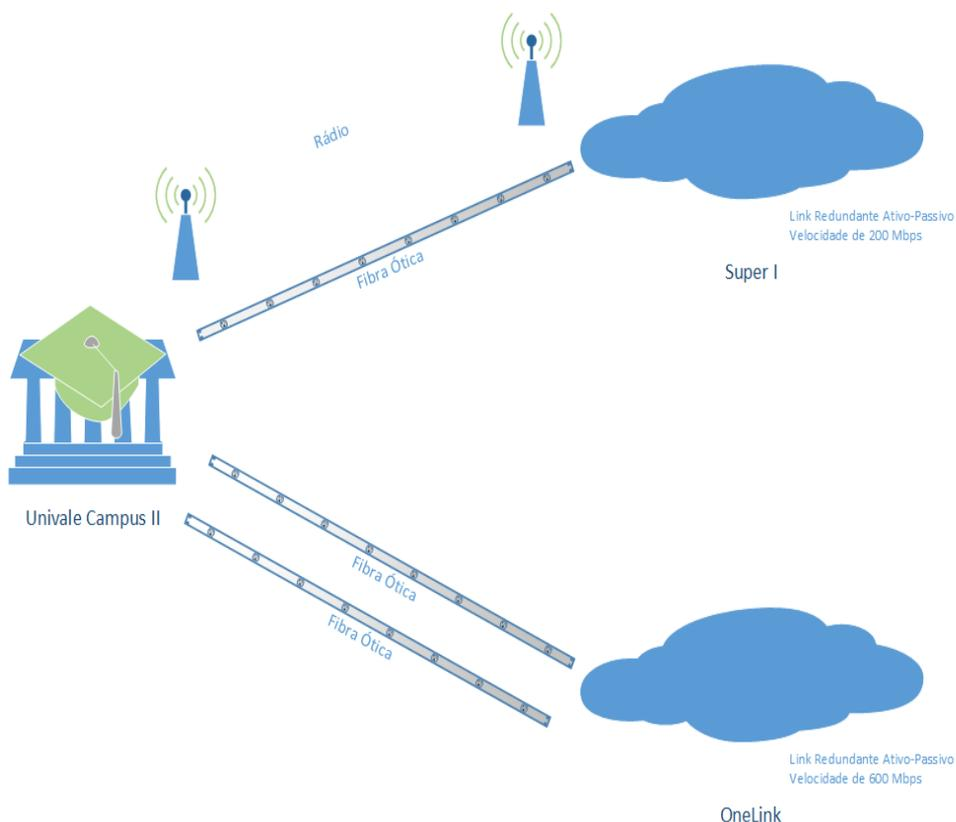 Rádio
Fibra Ótica
Link Redundante Ativo-Passivo
Velocidade de 200 Mbps
Super I
Univale Campus II
Fibra Ótica
Fibra Ótica
Link Redundante Ativo-Passivo
Velocidade de 600 Mbps
OneLink